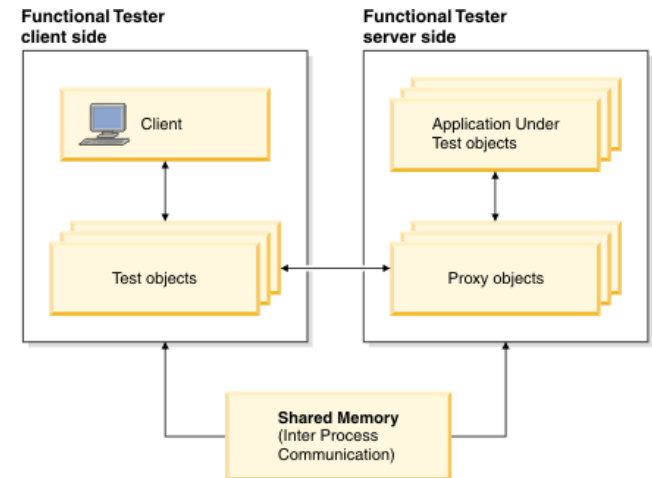 Functional Tester
client side
Functional Tester
server side
Client
Application Under
Test objects
Test objects
Proxy objects
Shared Memory
(Inter Process
Communication)